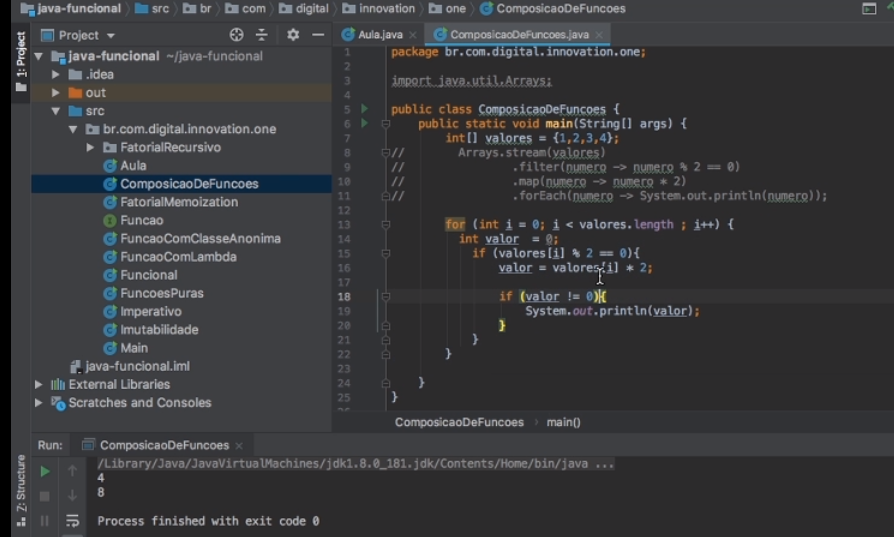 java-funcional src br com digital innovation one ComposicaoDeFuncoes
1: Project
Project
Aula.java
ComposicaoDeFuncoes.java
java-funcional ~/java-funcional
.idea
out
src
br.com.digital.innovation.one
FatorialRecursivo
Aula
ComposicaoDeFuncoes
FatorialMemoization
Funcao
FuncaoComClasseAnonima
FuncaoComLambda
Funcional
FuncoesPuras
Imperativo
Imutabilidade
Main
java-funcional.iml
External Libraries
Scratches and Consoles
1 package br.com.digital.innovation.one;
2
3 import java.util.Arrays;
4
5 public class ComposicaoDeFuncoes {
6 public static void main(String[] args) {
7 int[] valores = {1,2,3,4};
8 // Arrays.stream(valores)
9 // .filter(numero -> numero % 2 == 0)
10 // .map(numero -> numero * 2)
11 // .forEach(numero -> System.out.println(numero));
12
13 for (int i = 0; i < valores.length ; i++) {
14 int valor = 0;
15 if (valores[i] % 2 == 0){
16 valor = valores[i] * 2;
17
18 if (valor != 0){
19 System.out.println(valor);
20 }
21 }
22 }
23
24 }
25 }
26
ComposicaoDeFuncoes main()
Run: ComposicaoDeFuncoes
/Library/Java/JavaVirtualMachines/jdk1.8.0_181.jdk/Contents/Home/bin/java ...
4
8
Process finished with exit code 0
Z: Structure